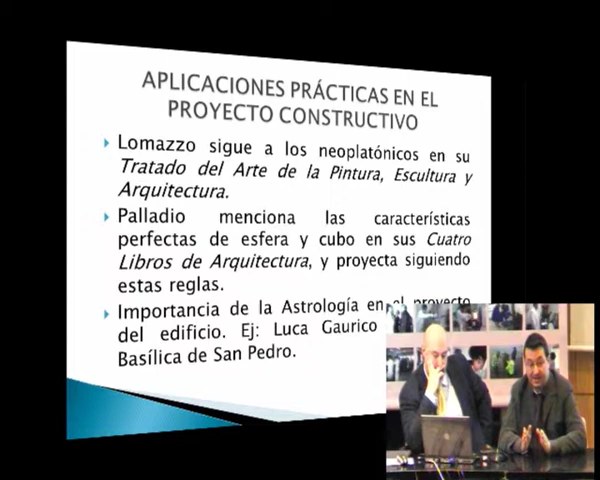 APLICACIONES PRÁCTICAS EN EL
PROYECTO CONSTRUCTIVO
Lomazzo sigue a los neoplatónicos en su
Tratado del Arte de la Pintura, Escultura y
Arquitectura.
Palladio menciona las características
perfectas de esfera y cubo en sus Cuatro
Libros de Arquitectura, y proyecta siguiendo
estas reglas.
Importancia de la Astrología en el proyecto
del edificio. Ej: Luca Gaurico
Basílica de San Pedro.